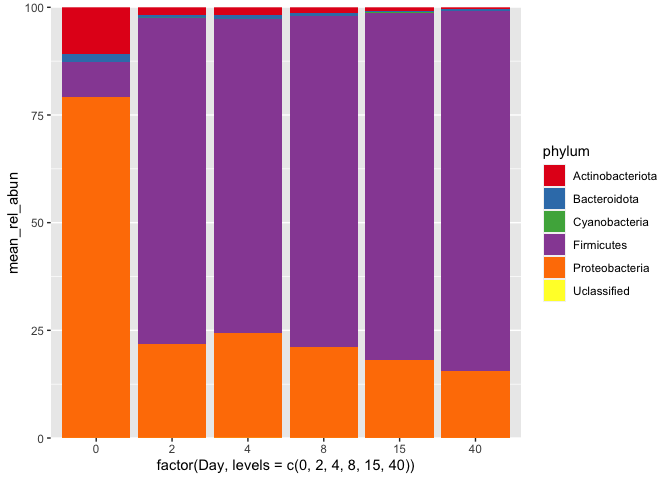 100
75
50
25
0
mean_rel_abun
0 2 4 8 15 40
factor(Day, levels = c(0, 2, 4, 8, 15, 40))
phylum
Actinobacteriota
Bacteroidota
Cyanobacteria
Firmicutes
Proteobacteria
Uclassified